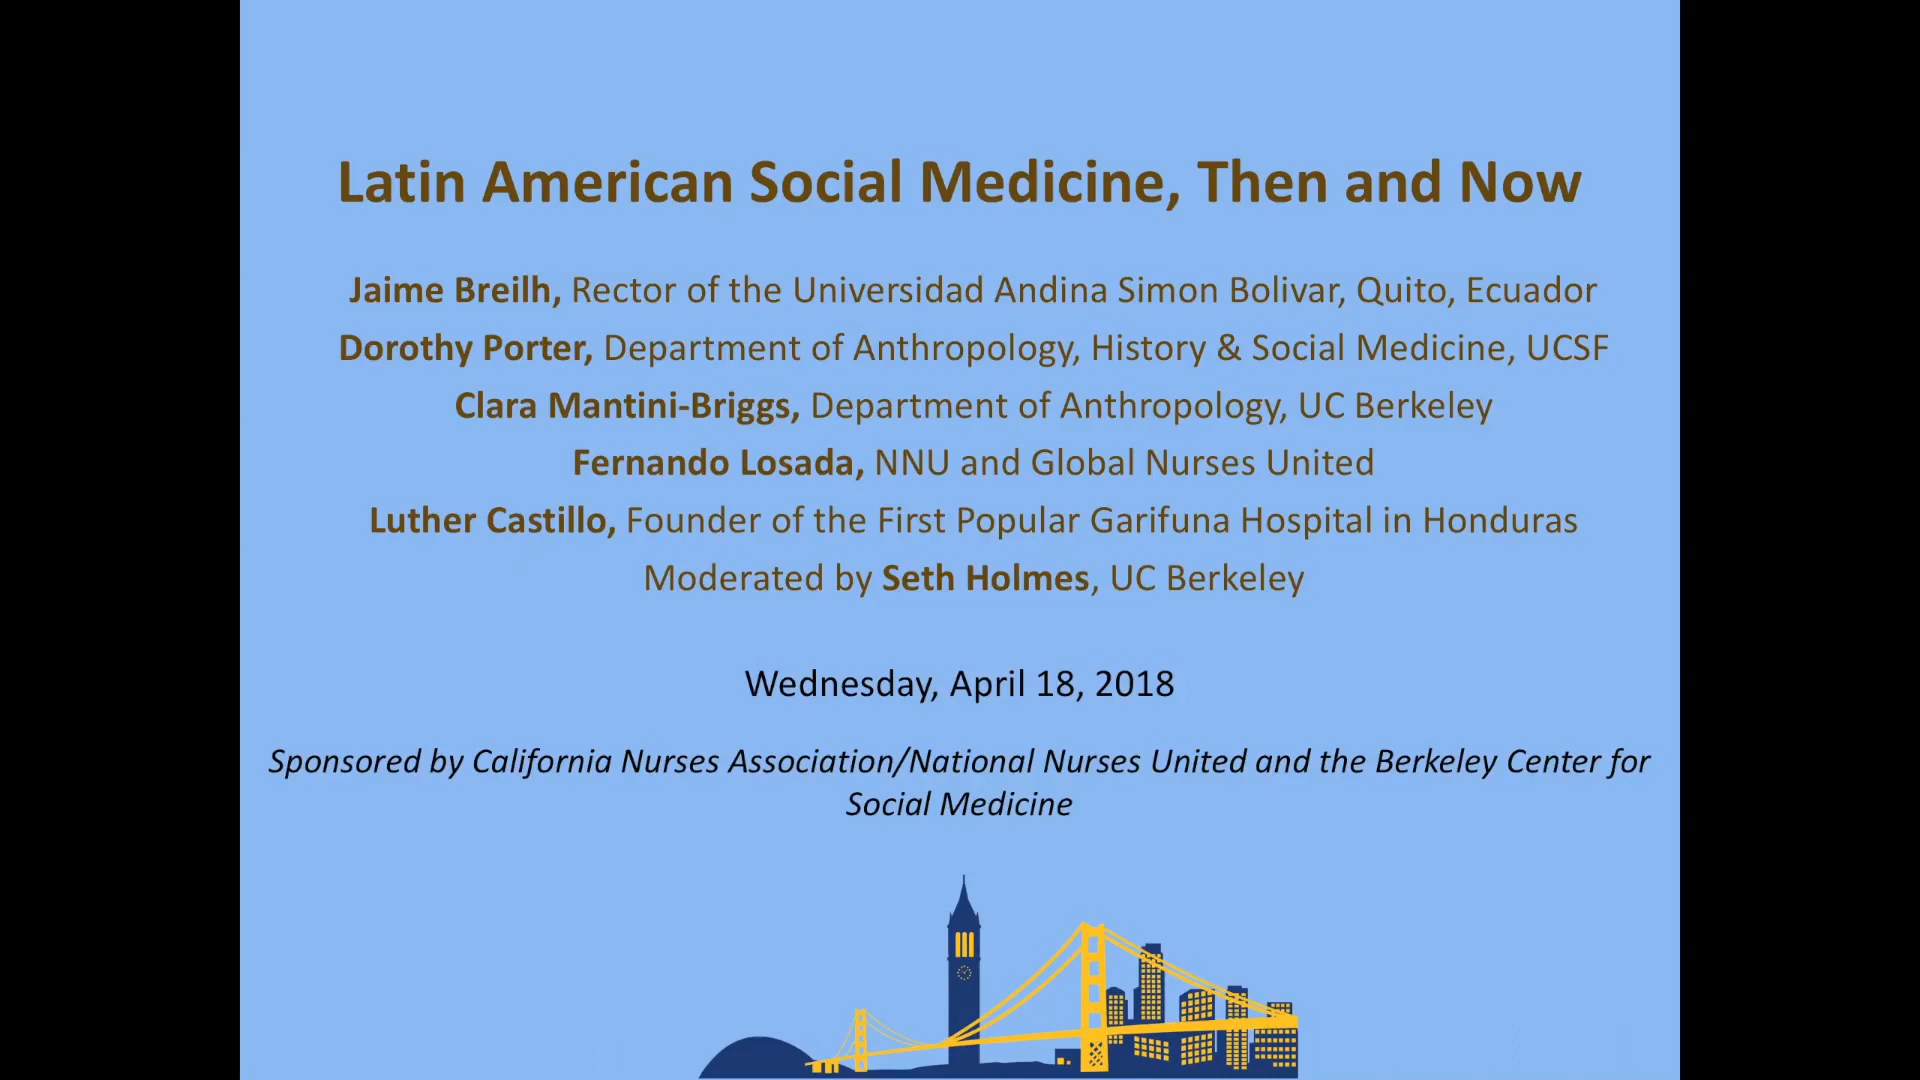 Latin American Social Medicine, Then and Now
Jaime Breilh, Rector of the Universidad Andina Simon Bolivar, Quito, Ecuador
Dorothy Porter, Department of Anthropology, History & Social Medicine, UCSF
Clara Mantini-Briggs, Department of Anthropology, UC Berkeley
Fernando Losada, NNU and Global Nurses United
Luther Castillo, Founder of the First Popular Garifuna Hospital in Honduras
Moderated by Seth Holmes, UC Berkeley
Wednesday, April 18, 2018
Sponsored by California Nurses Association/National Nurses United and the Berkeley Center for
Social Medicine